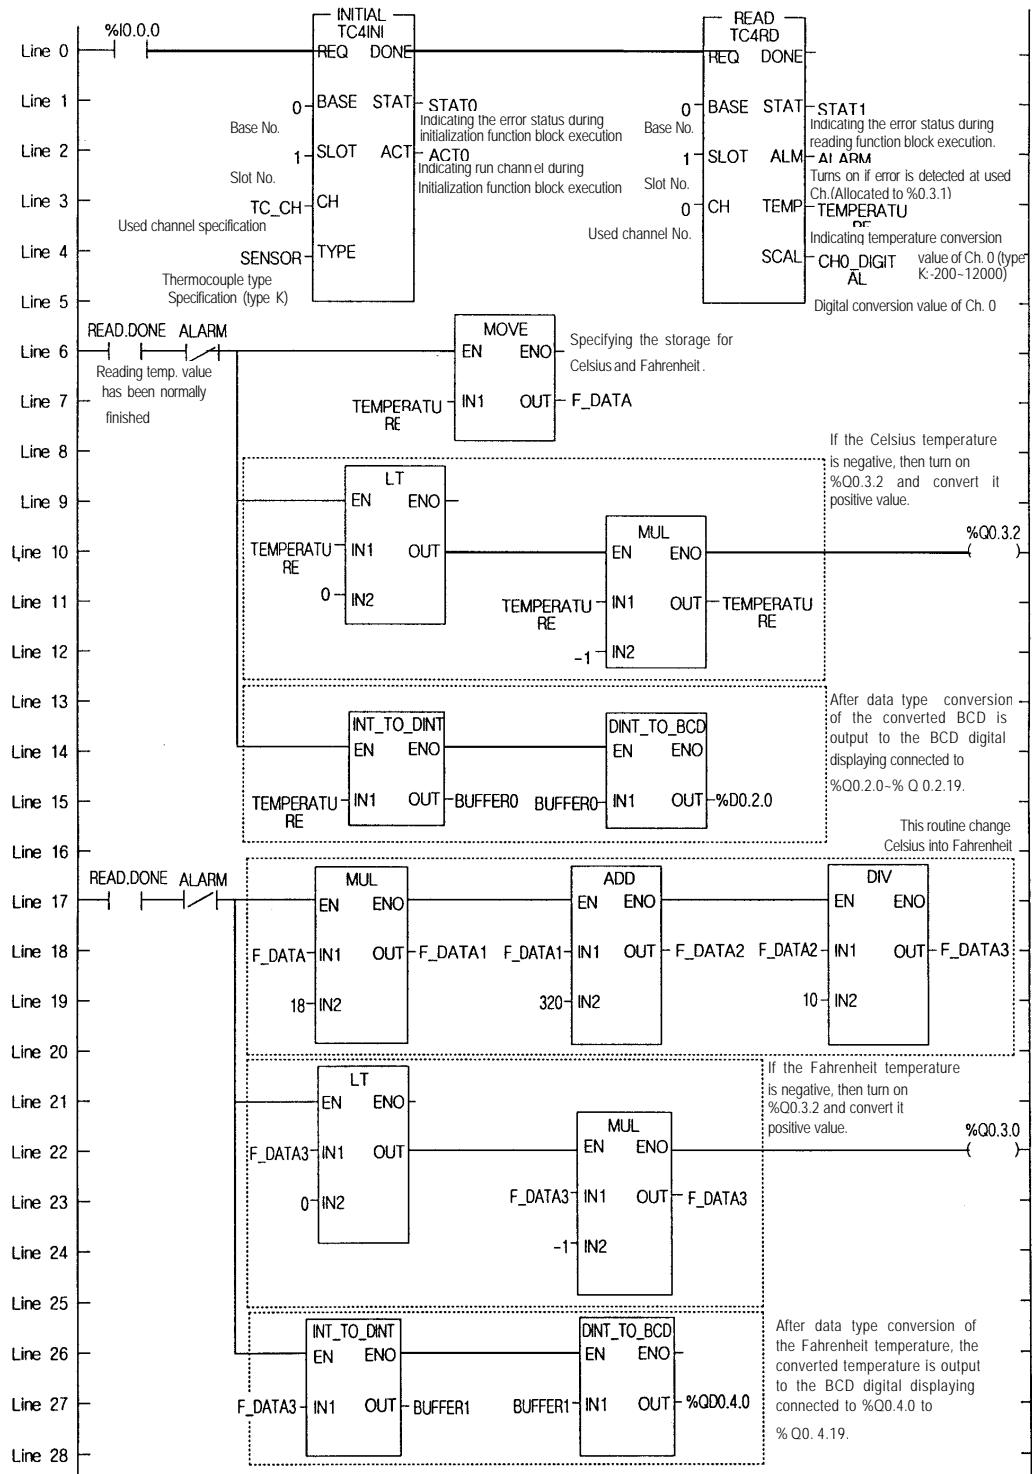 INITIAL
TC4INI
READ
TC4RD
%I0.0.0
Line 0
REQ DONE
REQ DONE
Line 1
0 BASE STAT STAT0
0 BASE STAT STAT1
Base No.
Indicating the error status during
initialization function block execution
Base No.
Indicating the error status during
reading function block execution.
Line 2
1 SLOT ACT ACT0
1 SLOT ALM ALARM
Slot No.
Indicating run channel during
Initialization function block execution
Slot No.
Turns on if error is detected at used
Ch.(Allocated to %0.3.1)
Line 3
TC_CH CH
0 CH TEMP TEMPERATU
RE
Used channel specification
Used channel No.
Indicating temperature conversion
value of Ch. 0 (type
K:-200~12000)
Line 4
SENSOR TYPE
SCAL CH0_DIGIT
AL
Thermocouple type
Specification (type K)
Digital conversion value of Ch. 0
Line 5
READ.DONE ALARM
MOVE
Line 6
EN ENO
Specifying the storage for
Celsius and Fahrenheit.
Reading temp. value
has been normally
finished
Line 7
TEMPERATU
RE
IN1 OUT F_DATA
Line 8
If the Celsius temperature
is negative, then turn on
%Q0.3.2 and convert it
positive value.
LT
Line 9
EN ENO
MUL
%Q0.3.2
Line 10
TEMPERATU
RE
IN1 OUT
EN ENO
Line 11
0 IN2
TEMPERATU
RE
IN1 OUT TEMPERATU
RE
Line 12
-1 IN2
Line 13
After data type conversion
of the converted BCD is
output to the BCD digital
displaying connected to
%Q0.2.0~% Q 0.2.19.
INT_TO_DINT
DINT_TO_BCD
Line 14
EN ENO
EN ENO
Line 15
TEMPERATU
RE
IN1 OUT BUFFER0
BUFFER0 IN1 OUT %D0.2.0
Line 16
This routine change
Celsius into Fahrenheit
READ.DONE ALARM
MUL
ADD
DIV
Line 17
EN ENO
EN ENO
EN ENO
Line 18
F_DATA IN1 OUT F_DATA1
F_DATA1 IN1 OUT F_DATA2
F_DATA2 IN1 OUT F_DATA3
Line 19
18 IN2
320 IN2
10 IN2
Line 20
If the Fahrenheit temperature
is negative, then turn on
%Q0.3.2 and convert it
positive value.
LT
Line 21
EN ENO
MUL
%Q0.3.0
Line 22
F_DATA3 IN1 OUT
EN ENO
Line 23
0 IN2
F_DATA3 IN1 OUT F_DATA3
Line 24
-1 IN2
Line 25
After data type conversion of
the Fahrenheit temperature, the
converted temperature is output
to the BCD digital displaying
connected to %Q0.4.0 to
% Q0. 4.19.
INT_TO_DINT
DINT_TO_BCD
Line 26
EN ENO
EN ENO
Line 27
F_DATA3 IN1 OUT BUFFER1
BUFFER1 IN1 OUT %QD0.4.0
Line 28